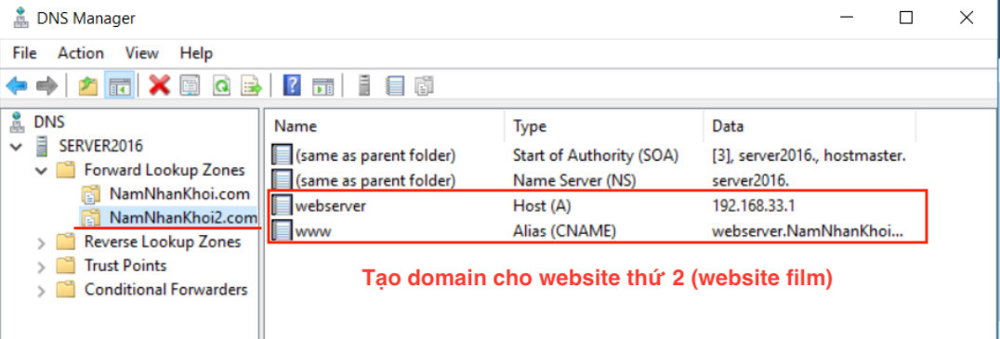 DNS Manager
File Action View Help
DNS
SERVER2016
Forward Lookup Zones
NamNhanKhoi.com
NamNhanKhoi2.com
Reverse Lookup Zones
Trust Points
Conditional Forwarders
Name Type Data
(same as parent folder) Start of Authority (SOA) [3], server2016., hostmaster.
(same as parent folder) Name Server (NS) server2016.
webserver Host (A) 192.168.33.1
www Alias (CNAME) webserver.NamNhanKhoi...
Tạo domain cho website thứ 2 (website film)